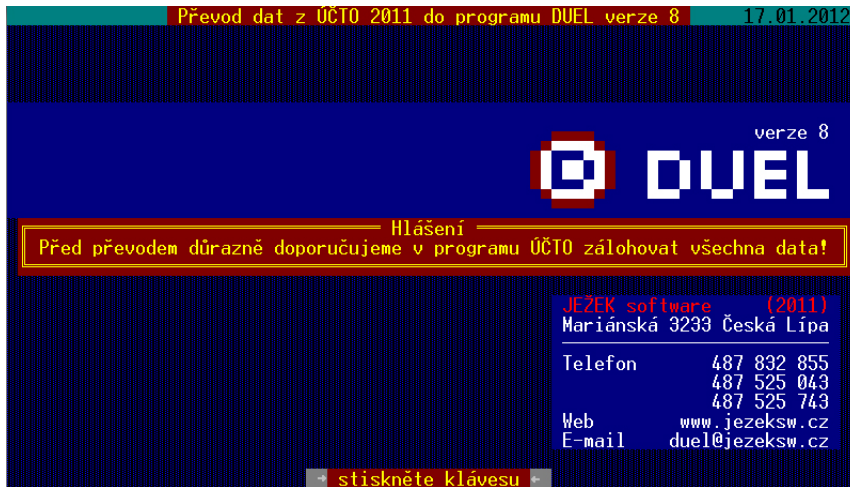 Převod dat z ÚČTO 2011 do programu DUEL verze 8 17.01.2012
verze 8
DUEL
Hlášení
Před převodem důrazně doporučujeme v programu ÚČTO zálohovat všechna data!
JEŽEK software (2011)
Mariánská 3233 Česká Lípa
Telefon 487 832 855
487 525 043
487 525 743
Web www.jezeksw.cz
E-mail duel@jezeksw.cz
→ stiskněte klávesu ←